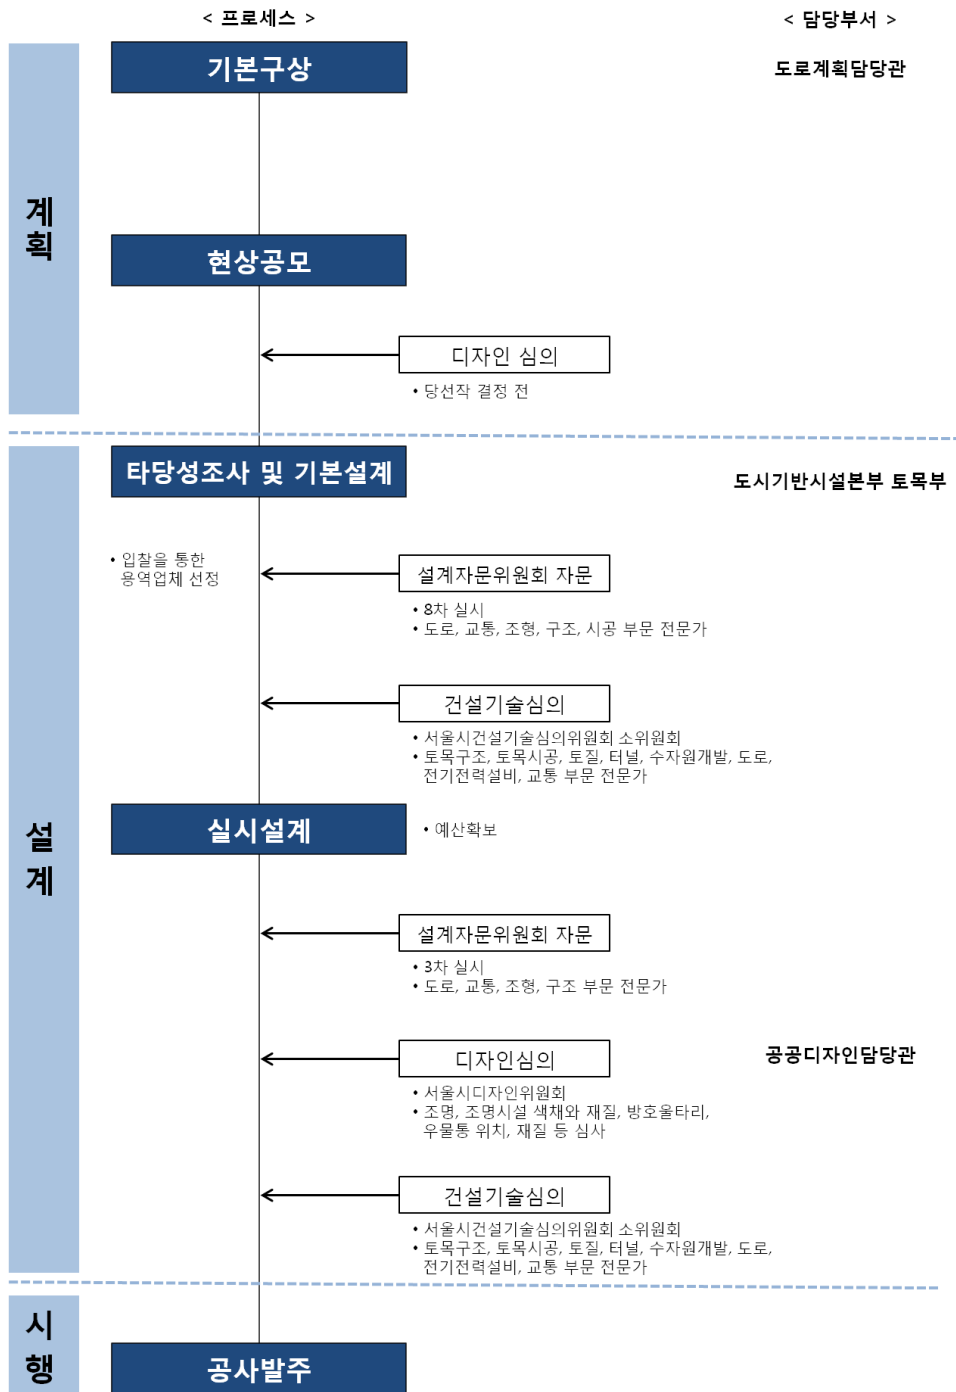 < 프로세스 >
< 담당부서 >
기본구상
도로계획담당관
계
획
현상공모
디자인 심의
• 당선작 결정 전
타당성조사 및 기본설계
도시기반시설본부 토목부
• 입찰을 통한
용역업체 선정
설계자문위원회 자문
• 8차 실시
• 도로, 교통, 조형, 구조, 시공 부문 전문가
건설기술심의
• 서울시건설기술심의위원회 소위원회
• 토목구조, 토목시공, 토질, 터널, 수자원개발, 도로,
전기전력설비, 교통 부문 전문가
설
계
실시설계
• 예산확보
설계자문위원회 자문
• 3차 실시
• 도로, 교통, 조형, 구조 부문 전문가
디자인심의
공공디자인담당관
• 서울시디자인위원회
• 조명, 조명시설 색채와 재질, 방호울타리,
우물통 위치, 재질 등 심사
건설기술심의
• 서울시건설기술심의위원회 소위원회
• 토목구조, 토목시공, 토질, 터널, 수자원개발, 도로,
전기전력설비, 교통 부문 전문가
시
행
공사발주